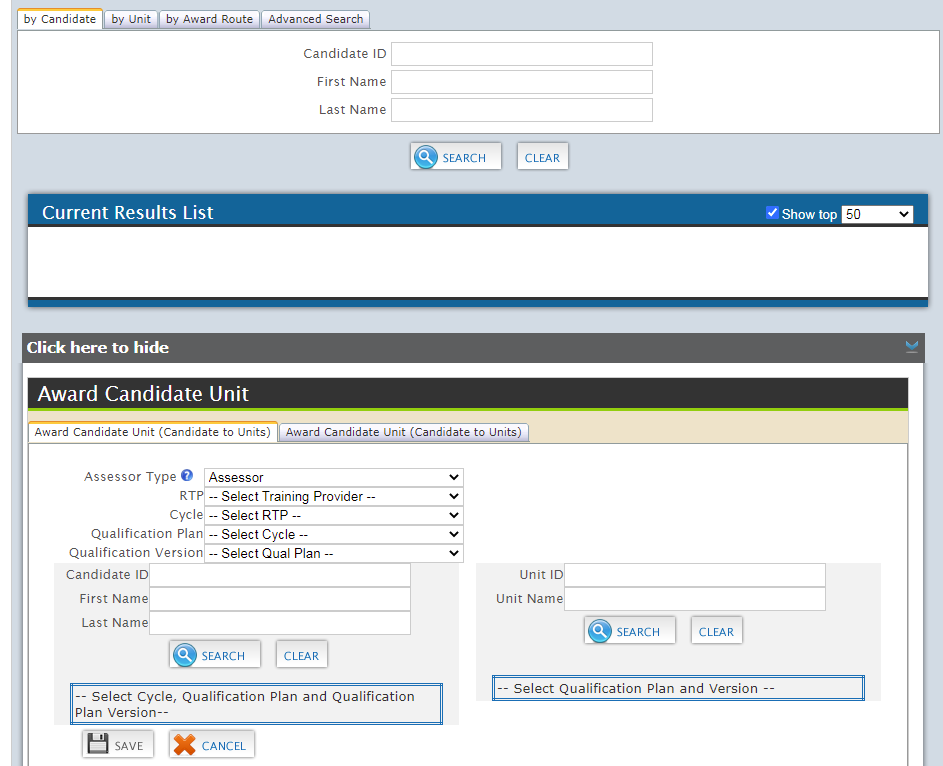 by Candidate by Unit by Award Route Advanced Search
Candidate ID
First Name
Last Name
SEARCH CLEAR
Current Results List Show top 50
Click here to hide
Award Candidate Unit
Award Candidate Unit (Candidate to Units) Award Candidate Unit (Candidate to Units)
Assessor Type ? Assessor
RTP -- Select Training Provider --
Cycle -- Select RTP --
Qualification Plan -- Select Cycle --
Qualification Version -- Select Qual Plan --
Candidate ID
First Name
Last Name
SEARCH CLEAR
-- Select Cycle, Qualification Plan and Qualification
Plan Version--
Unit ID
Unit Name
SEARCH CLEAR
-- Select Qualification Plan and Version --
SAVE CANCEL